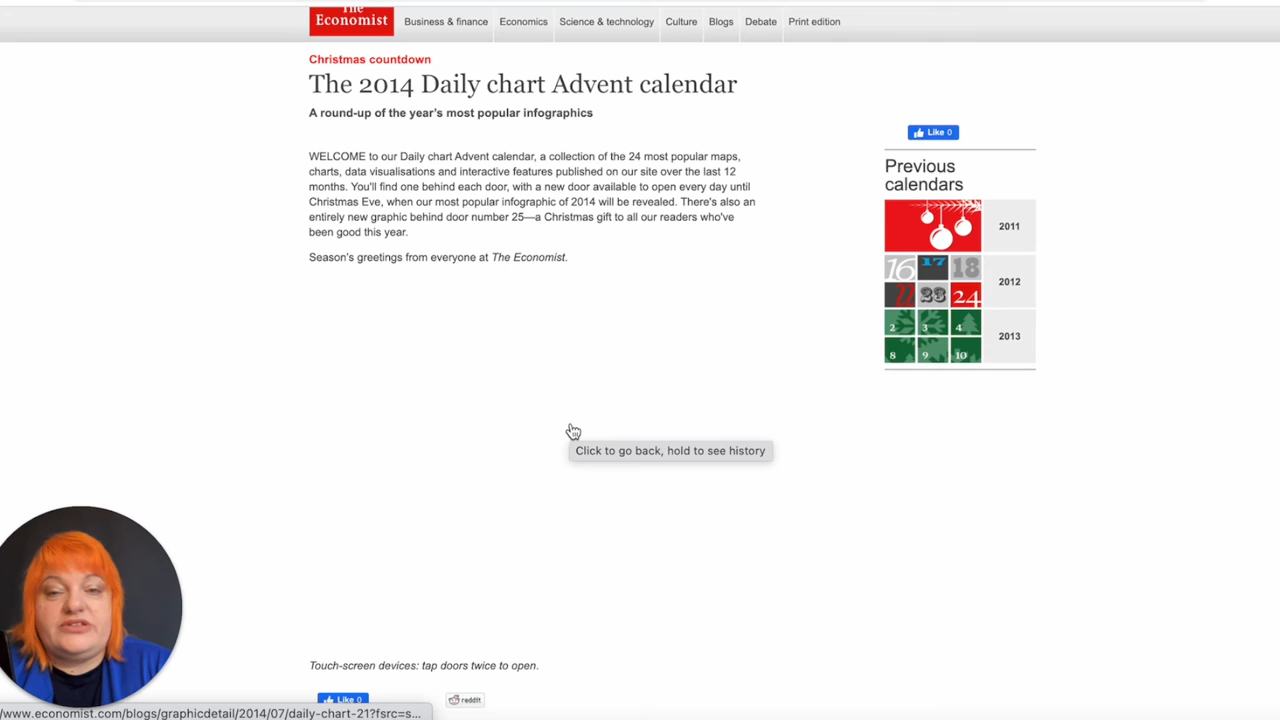 The
Economist
Business & finance
Economics
Science & technology
Culture
Blogs
Debate
Print edition
Christmas countdown
The 2014 Daily chart Advent calendar
A round-up of the year's most popular infographics
WELCOME to our Daily chart Advent calendar, a collection of the 24 most popular maps,
charts, data visualisations and interactive features published on our site over the last 12
months. You'll find one behind each door, with a new door available to open every day until
Christmas Eve, when our most popular infographic of 2014 will be revealed. There's also an
entirely new graphic behind door number 25—a Christmas gift to all our readers who've
been good this year.
Season's greetings from everyone at The Economist.
Like 0
Previous
calendars
2011
16 17 18
23 24
2012
2 3 4
8 9 10
2013
Click to go back, hold to see history
Touch-screen devices: tap doors twice to open.
Like 0
reddit
/www.economist.com/blogs/graphicdetail/2014/07/daily-chart-21?fsrc=s...